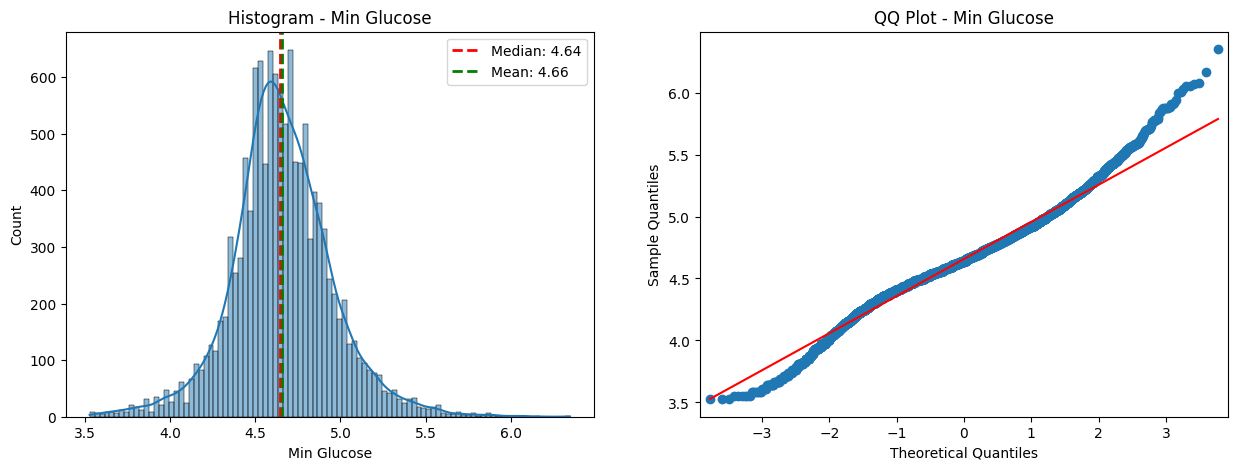 Histogram - Min Glucose
Median: 4.64
Mean: 4.66
Count
600
500
400
300
200
100
0
3.5 4.0 4.5 5.0 5.5 6.0
Min Glucose
QQ Plot - Min Glucose
Sample Quantiles
6.0
5.5
5.0
4.5
4.0
3.5
−3 −2 −1 0 1 2 3
Theoretical Quantiles